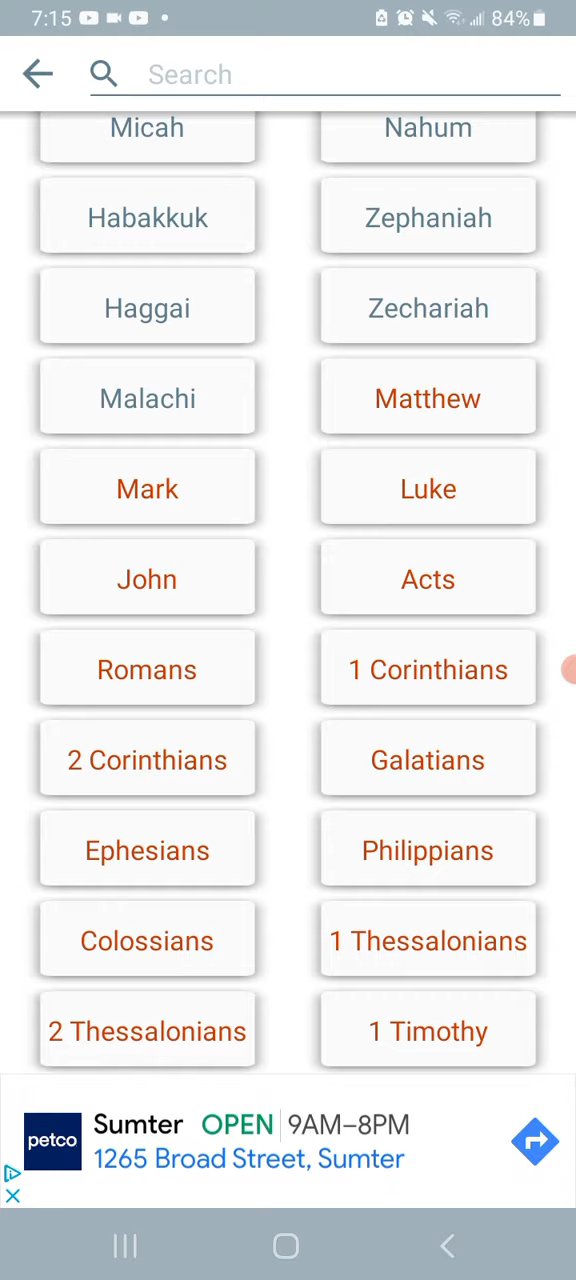 7:15 84%
Search
Micah Nahum
Habakkuk Zephaniah
Haggai Zechariah
Malachi Matthew
Mark Luke
John Acts
Romans 1 Corinthians
2 Corinthians Galatians
Ephesians Philippians
Colossians 1 Thessalonians
2 Thessalonians 1 Timothy
petco
Sumter OPEN 9AM–8PM
1265 Broad Street, Sumter